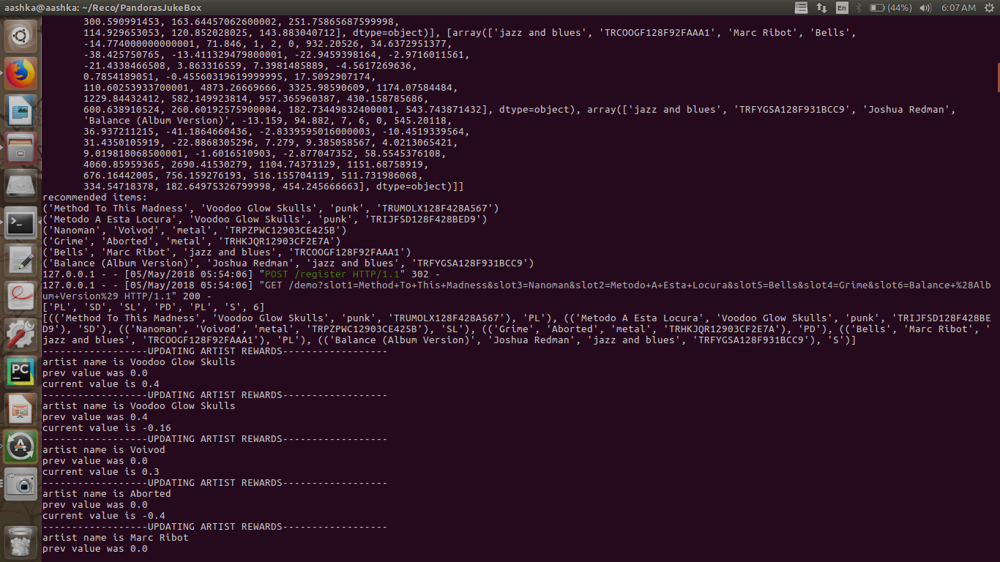 aashka@aashka: ~/Reco/PandorasJukeBox
En
(44%)
6:07 AM
300.590991453, 163.64457062600002, 251.75865687599998,
114.929653053, 120.852028025, 143.883040712], dtype=object)], [array(['jazz and blues', 'TRCOOGF128F92FAAA1', 'Marc Ribot', 'Bells',
-14.774000000000001, 71.846, 1, 2, 0, 932.20526, 34.6372951377,
-38.425750765, -13.411329479800001, -22.9459398164, -2.9716011561,
-21.4338466508, 3.863316559, 7.3981485889, -4.5617269636,
0.7854189051, -0.45560319619999995, 17.5092907174,
110.60253933700001, 4873.26669666, 3325.98590609, 1174.07584484,
1229.84432412, 582.149923814, 957.365960387, 430.158785686,
600.638910524, 260.60192575900004, 182.73449832400001, 543.743871432], dtype=object), array(['jazz and blues', 'TRFYGSA128F931BCC9', 'Joshua Redman',
'Balance (Album Version)', -13.159, 94.882, 7, 6, 0, 545.20118,
36.937211215, -41.1864660436, -2.8339595016000003, -10.4519339564,
31.4350105919, -22.8868305296, 7.279, 9.385058567, 4.0213065421,
9.019818068500001, -1.6016510903, -2.877047352, 58.5545376108,
4060.85959365, 2690.41530279, 1104.74373129, 1151.68758919,
676.16442005, 756.159276193, 516.155704119, 511.731986068,
334.54718378, 182.64975326799998, 454.245666663], dtype=object)]]
recommended items:
('Method To This Madness', 'Voodoo Glow Skulls', 'punk', 'TRUMOLX128F428A567')
('Metodo A Esta Locura', 'Voodoo Glow Skulls', 'punk', 'TRIJFSD128F428BED9')
('Nanoman', 'Voivod', 'metal', 'TRPZPWC12903CE425B')
('Grime', 'Aborted', 'metal', 'TRHKJQR12903CF2E7A')
('Bells', 'Marc Ribot', 'jazz and blues', 'TRCOOGF128F92FAAA1')
('Balance (Album Version)', 'Joshua Redman', 'jazz and blues', 'TRFYGSA128F931BCC9')
127.0.0.1 - - [05/May/2018 05:54:06] "POST /register HTTP/1.1" 302 -
127.0.0.1 - - [05/May/2018 05:54:06] "GET /demo?slot1=Method+To+This+Madness&slot3=Nanoman&slot2=Metodo+A+Esta+Locura&slot5=Bells&slot4=Grime&slot6=Balance+%28Alb
um+Version%29 HTTP/1.1" 200 -
['PL', 'SD', 'SL', 'PD', 'PL', 'S', 6]
[(('Method To This Madness', 'Voodoo Glow Skulls', 'punk', 'TRUMOLX128F428A567'), 'PL'), (('Metodo A Esta Locura', 'Voodoo Glow Skulls', 'punk', 'TRIJFSD128F428BE
D9'), 'SD'), (('Nanoman', 'Voivod', 'metal', 'TRPZPWC12903CE425B'), 'SL'), (('Grime', 'Aborted', 'metal', 'TRHKJQR12903CF2E7A'), 'PD'), (('Bells', 'Marc Ribot', '
jazz and blues', 'TRCOOGF128F92FAAA1'), 'PL'), (('Balance (Album Version)', 'Joshua Redman', 'jazz and blues', 'TRFYGSA128F931BCC9'), 'S')]
------------------UPDATING ARTIST REWARDS------------------
artist name is Voodoo Glow Skulls
prev value was 0.0
current value is 0.4
------------------UPDATING ARTIST REWARDS------------------
artist name is Voodoo Glow Skulls
prev value was 0.4
current value is -0.16
------------------UPDATING ARTIST REWARDS------------------
artist name is Voivod
prev value was 0.0
current value is 0.3
------------------UPDATING ARTIST REWARDS------------------
artist name is Aborted
prev value was 0.0
current value is -0.4
------------------UPDATING ARTIST REWARDS------------------
artist name is Marc Ribot
prev value was 0.0